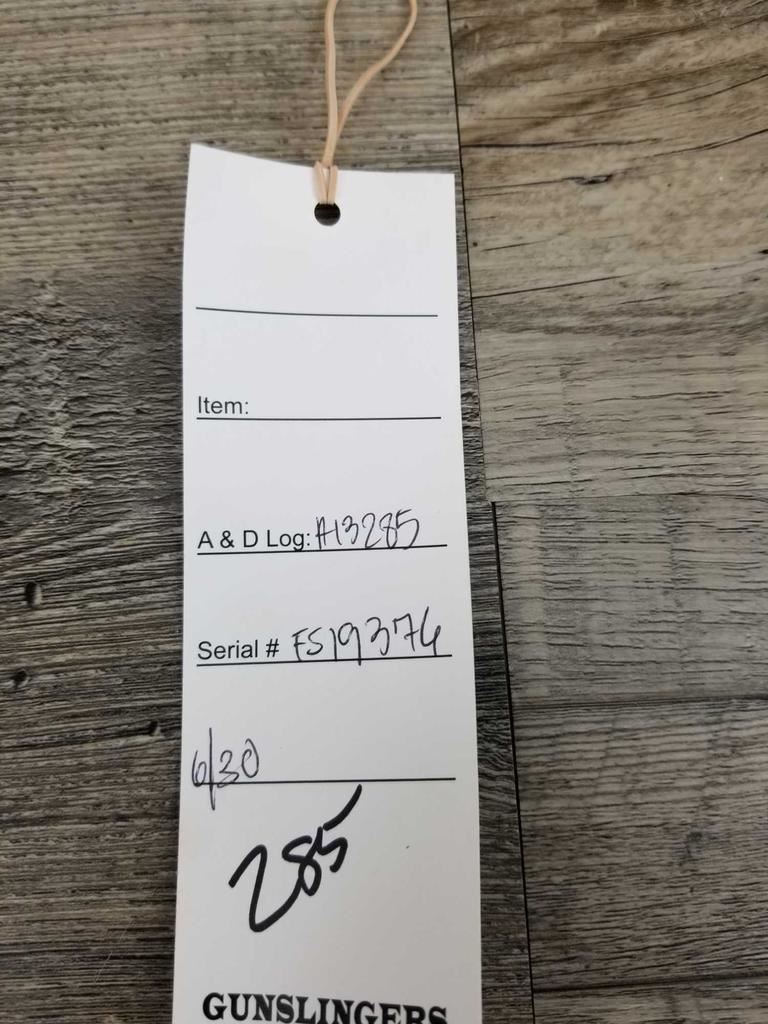 Item:
A & D Log: A13285
Serial # FS19374
6/30
285
GUNSLINGERS